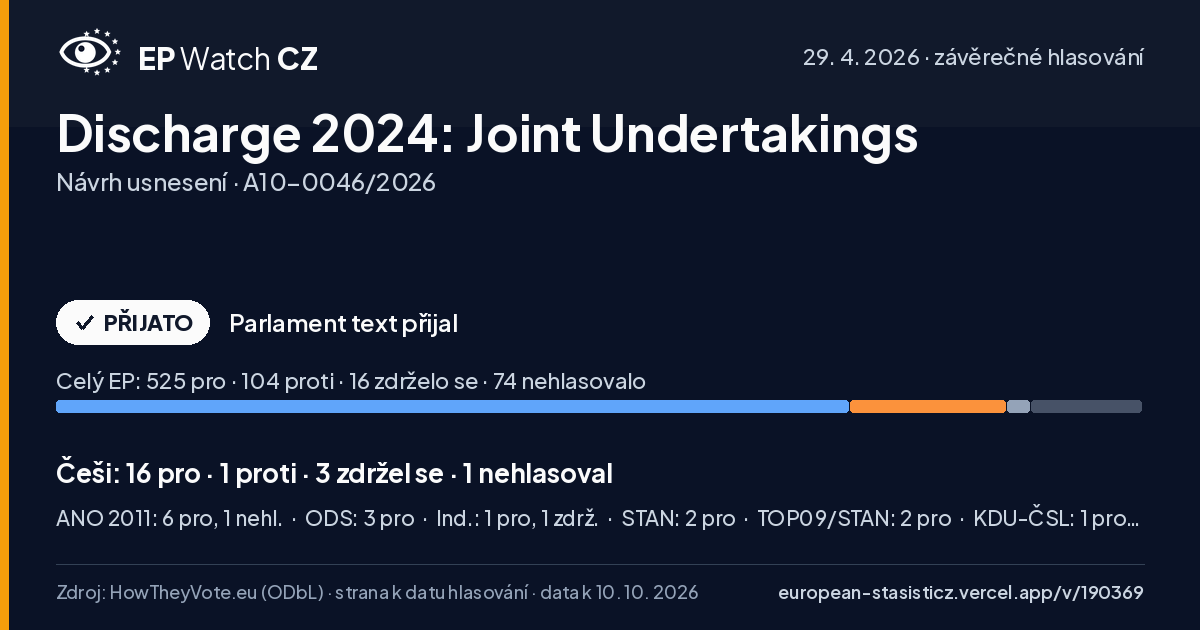 EP Watch CZ
29. 4. 2026 · závěrečné hlasování
Discharge 2024: Joint Undertakings
Návrh usnesení · A10-0046/2026
✓ PŘIJATO
Parlament text přijal
Celý EP: 525 pro · 104 proti · 16 zdrželo se · 74 nehlasovalo
Češi: 16 pro · 1 proti · 3 zdržel se · 1 nehlasoval
ANO 2011: 6 pro, 1 nehl. · ODS: 3 pro · Ind.: 1 pro, 1 zdrž. · STAN: 2 pro · TOP09/STAN: 2 pro · KDU-ČSL: 1 pro…
Zdroj: HowTheyVote.eu (ODbL) · strana k datu hlasování · data k 10. 10. 2026
european-stasisticz.vercel.app/v/190369